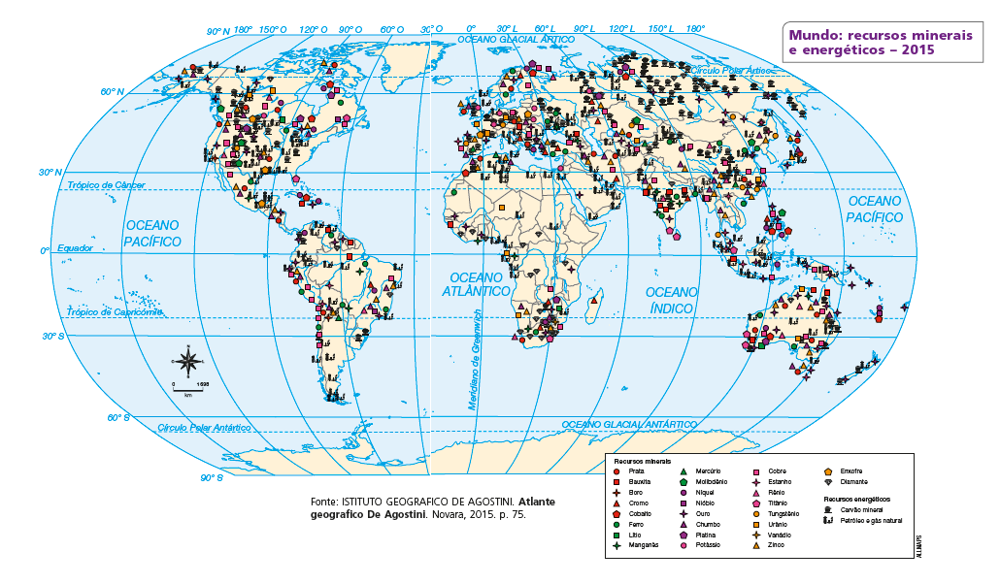 Mundo: recursos minerais
e energéticos – 2015
90° N 180° 150° O 120° O 90° O 60° O 30° O 0° 30° L 60° L 90° L 120° L 150° L 180°
OCEANO GLACIAL ÁRTICO
Círculo Polar Ártico
60° N
30° N
Trópico de Câncer
OCEANO
PACÍFICO
OCEANO
PACÍFICO
0° Equador
OCEANO
ATLÂNTICO
OCEANO
ÍNDICO
Trópico de Capricórnio
30° S
Meridiano de Greenwich
N
0 1 698
km
60° S
Círculo Polar Antártico
OCEANO GLACIAL ANTÁRTICO
90° S
Recursos minerais
Prata
Bauxita
Boro
Cromo
Cobalto
Ferro
Lítio
Manganês
Mercúrio
Molibdênio
Níquel
Nióbio
Ouro
Chumbo
Platina
Potássio
Cobre
Estanho
Rênio
Titânio
Tungstênio
Urânio
Vanádio
Zinco
Enxofre
Diamante
Recursos energéticos
Carvão mineral
Petróleo e gás natural
ALLMAPS
Fonte: ISTITUTO GEOGRAFICO DE AGOSTINI. Atlante
geografico De Agostini. Novara, 2015. p. 75.